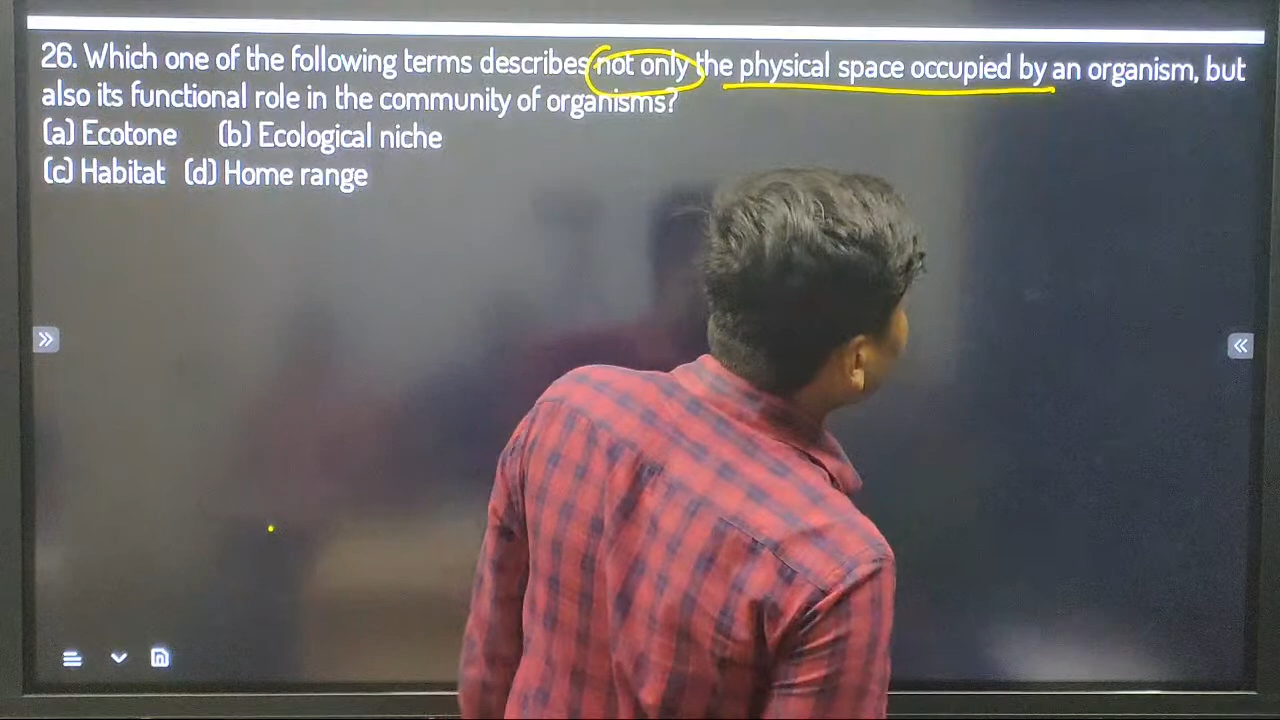 26. Which one of the following terms describes not only the physical space occupied by an organism, but
also its functional role in the community of organisms?
(a) Ecotone (b) Ecological niche
(c) Habitat (d) Home range